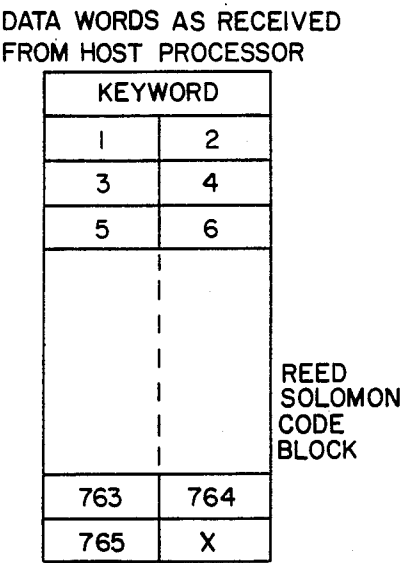 DATA WORDS AS RECEIVED
FROM HOST PROCESSOR
KEYWORD
1 2
3 4
5 6
REED
SOLOMON
CODE
BLOCK
763 764
765 X